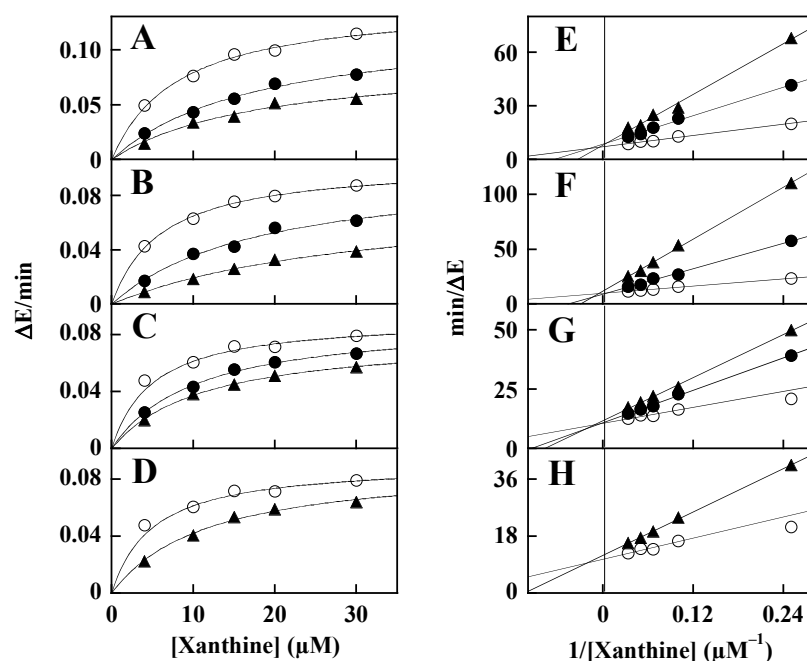 A
0.10
0.05
0
B
0.08
0.04
0
C
0.08
0.04
0
D
0.08
0.04
0
0 10 20 30
[Xanthine] (μM)
ΔE/min
E
60
30
0
F
100
50
0
G
50
25
0
H
36
18
0
0 0.12 0.24
1/[Xanthine] (μM⁻¹)
min/ΔE